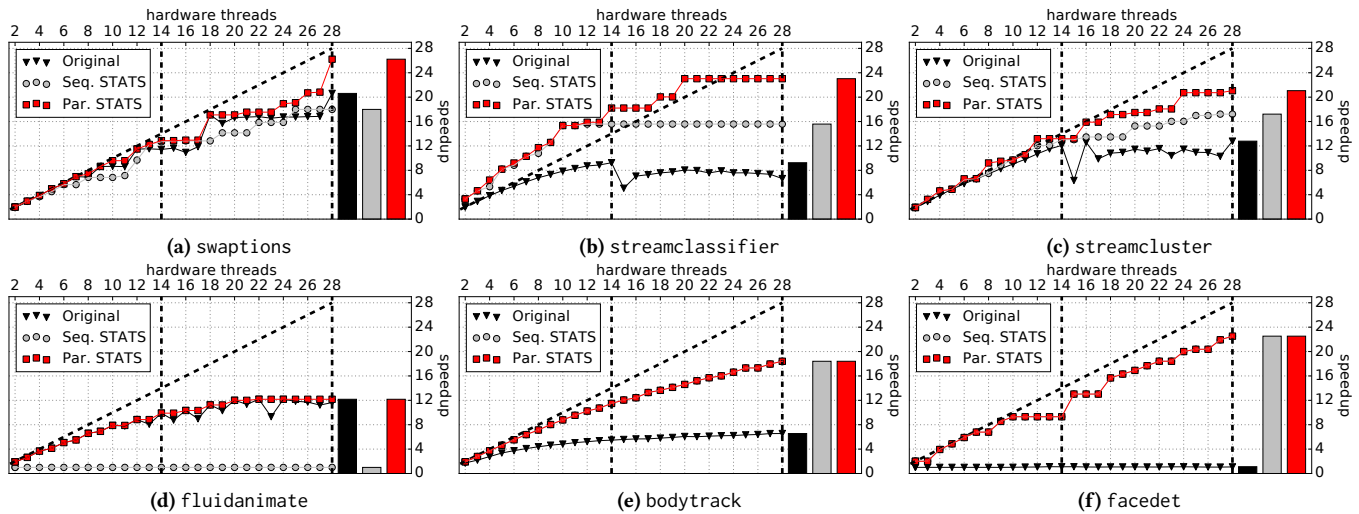 hardware threads
2 4 6 8 10 12 14 16 18 20 22 24 26 28
Original
Seq. STATS
Par. STATS
28
24
20
16
12
8
4
0
speedup
(a) swaptions
hardware threads
2 4 6 8 10 12 14 16 18 20 22 24 26 28
Original
Seq. STATS
Par. STATS
28
24
20
16
12
8
4
0
speedup
(b) streamclassifier
hardware threads
2 4 6 8 10 12 14 16 18 20 22 24 26 28
Original
Seq. STATS
Par. STATS
28
24
20
16
12
8
4
0
speedup
(c) streamcluster
hardware threads
2 4 6 8 10 12 14 16 18 20 22 24 26 28
Original
Seq. STATS
Par. STATS
28
24
20
16
12
8
4
0
speedup
(d) fluidanimate
hardware threads
2 4 6 8 10 12 14 16 18 20 22 24 26 28
Original
Seq. STATS
Par. STATS
28
24
20
16
12
8
4
0
speedup
(e) bodytrack
hardware threads
2 4 6 8 10 12 14 16 18 20 22 24 26 28
Original
Seq. STATS
Par. STATS
28
24
20
16
12
8
4
0
speedup
(f) facedet